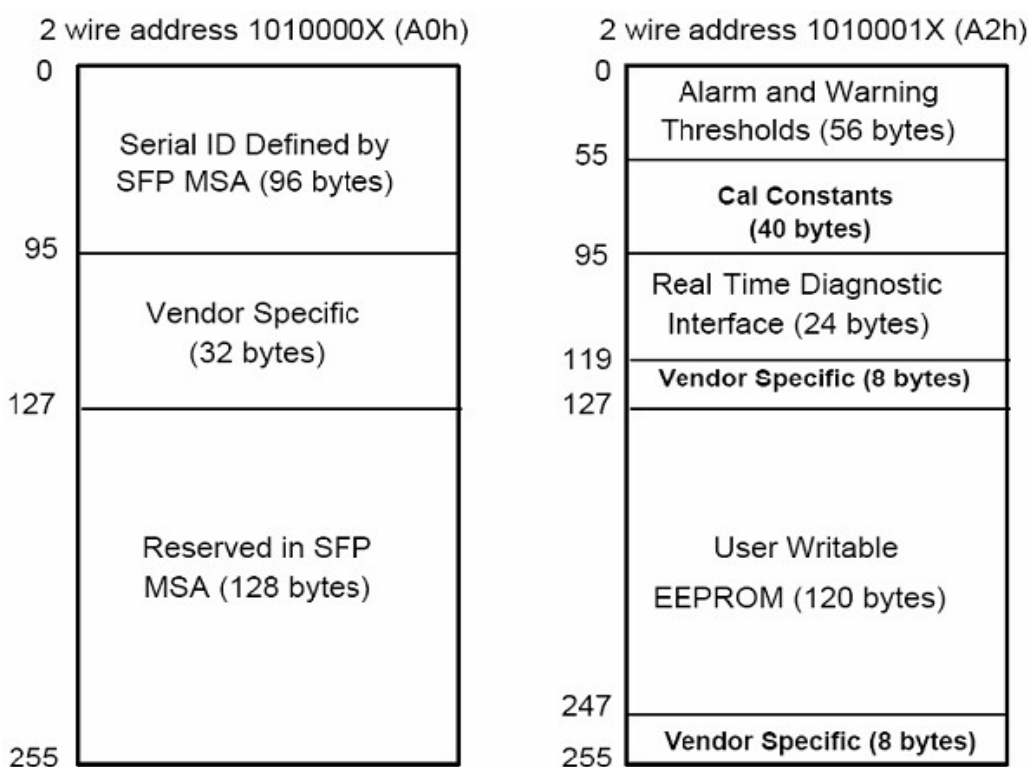 2 wire address 1010000X (A0h)
0
Serial ID Defined by
SFP MSA (96 bytes)
95
Vendor Specific
(32 bytes)
127
Reserved in SFP
MSA (128 bytes)
255
2 wire address 1010001X (A2h)
0
Alarm and Warning
Thresholds (56 bytes)
55
Cal Constants
(40 bytes)
95
Real Time Diagnostic
Interface (24 bytes)
119
Vendor Specific (8 bytes)
127
User Writable
EEPROM (120 bytes)
247
Vendor Specific (8 bytes)
255